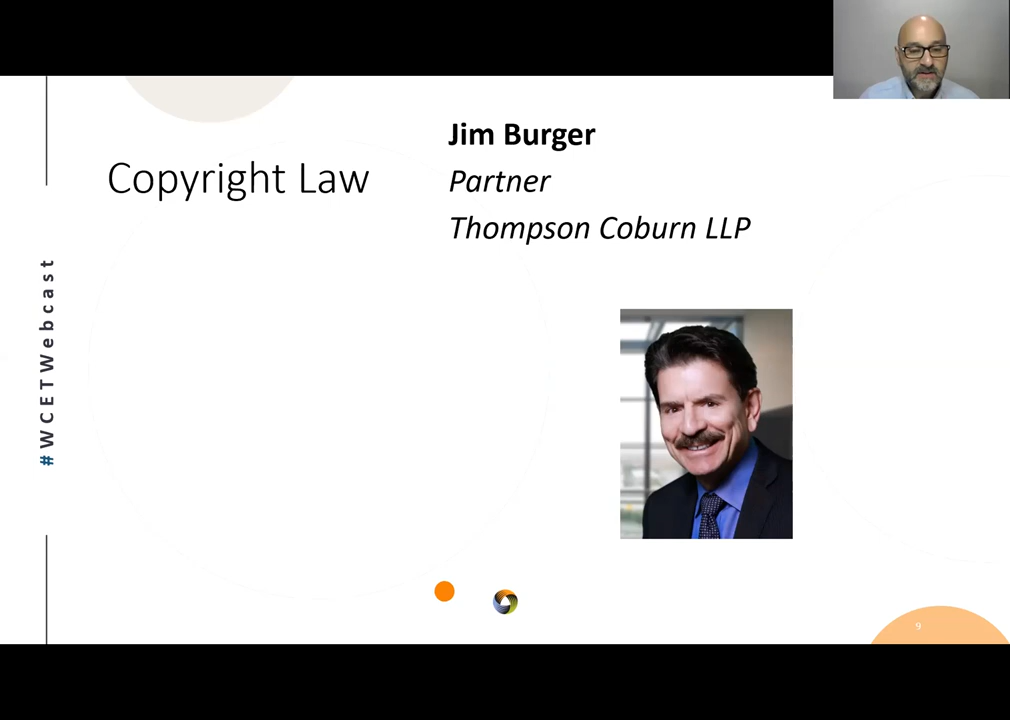 #WCETWebcast
Copyright Law
Jim Burger
Partner
Thompson Coburn LLP
9